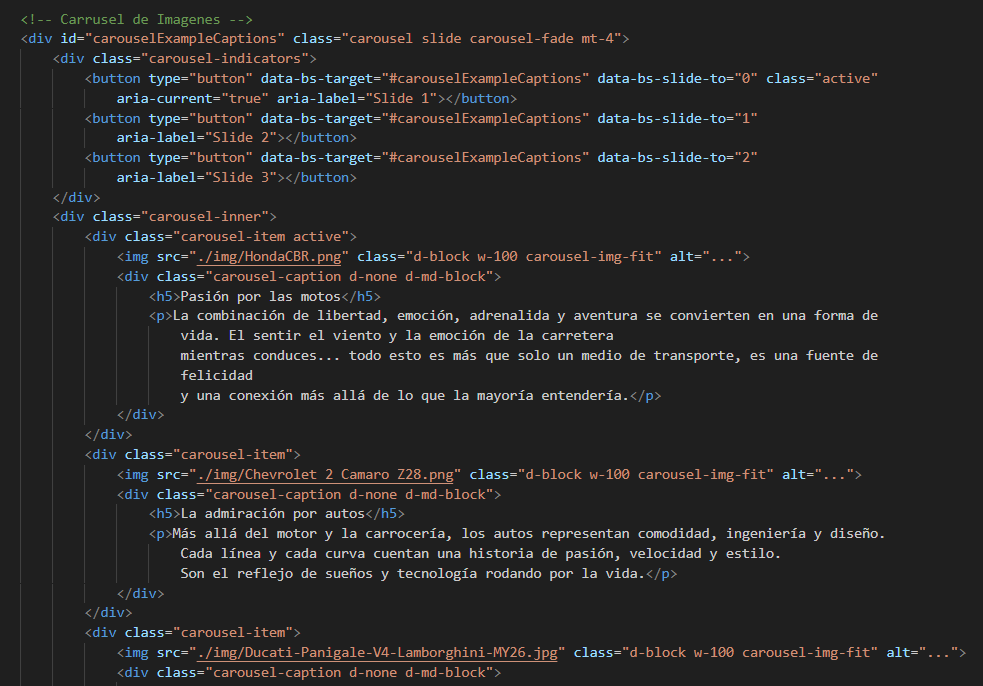 <!-- Carrusel de Imagenes -->
<div id="carouselExampleCaptions" class="carousel slide carousel-fade mt-4">
<div class="carousel-indicators">
<button type="button" data-bs-target="#carouselExampleCaptions" data-bs-slide-to="0" class="active"
aria-current="true" aria-label="Slide 1"></button>
<button type="button" data-bs-target="#carouselExampleCaptions" data-bs-slide-to="1"
aria-label="Slide 2"></button>
<button type="button" data-bs-target="#carouselExampleCaptions" data-bs-slide-to="2"
aria-label="Slide 3"></button>
</div>
<div class="carousel-inner">
<div class="carousel-item active">
<img src="./img/HondaCBR.png" class="d-block w-100 carousel-img-fit" alt="...">
<div class="carousel-caption d-none d-md-block">
<h5>Pasión por las motos</h5>
<p>La combinación de libertad, emoción, adrenalida y aventura se convierten en una forma de
vida. El sentir el viento y la emoción de la carretera
mientras conduces... todo esto es más que solo un medio de transporte, es una fuente de
felicidad
y una conexión más allá de lo que la mayoría entendería.</p>
</div>
</div>
<div class="carousel-item">
<img src="./img/Chevrolet 2 Camaro Z28.png" class="d-block w-100 carousel-img-fit" alt="...">
<div class="carousel-caption d-none d-md-block">
<h5>La admiración por autos</h5>
<p>Más allá del motor y la carrocería, los autos representan comodidad, ingeniería y diseño.
Cada línea y cada curva cuentan una historia de pasión, velocidad y estilo.
Son el reflejo de sueños y tecnología rodando por la vida.</p>
</div>
</div>
<div class="carousel-item">
<img src="./img/Ducati-Panigale-V4-Lamborghini-MY26.jpg" class="d-block w-100 carousel-img-fit" alt="...">
<div class="carousel-caption d-none d-md-block">